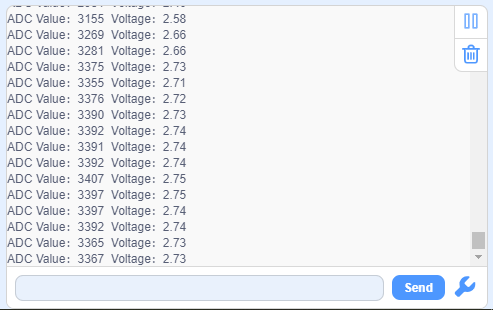 ADC Value: 3155 Voltage: 2.58
ADC Value: 3269 Voltage: 2.66
ADC Value: 3281 Voltage: 2.66
ADC Value: 3375 Voltage: 2.73
ADC Value: 3355 Voltage: 2.71
ADC Value: 3376 Voltage: 2.72
ADC Value: 3390 Voltage: 2.73
ADC Value: 3392 Voltage: 2.74
ADC Value: 3391 Voltage: 2.74
ADC Value: 3392 Voltage: 2.74
ADC Value: 3407 Voltage: 2.75
ADC Value: 3397 Voltage: 2.75
ADC Value: 3397 Voltage: 2.74
ADC Value: 3392 Voltage: 2.74
ADC Value: 3365 Voltage: 2.73
ADC Value: 3367 Voltage: 2.73
Send